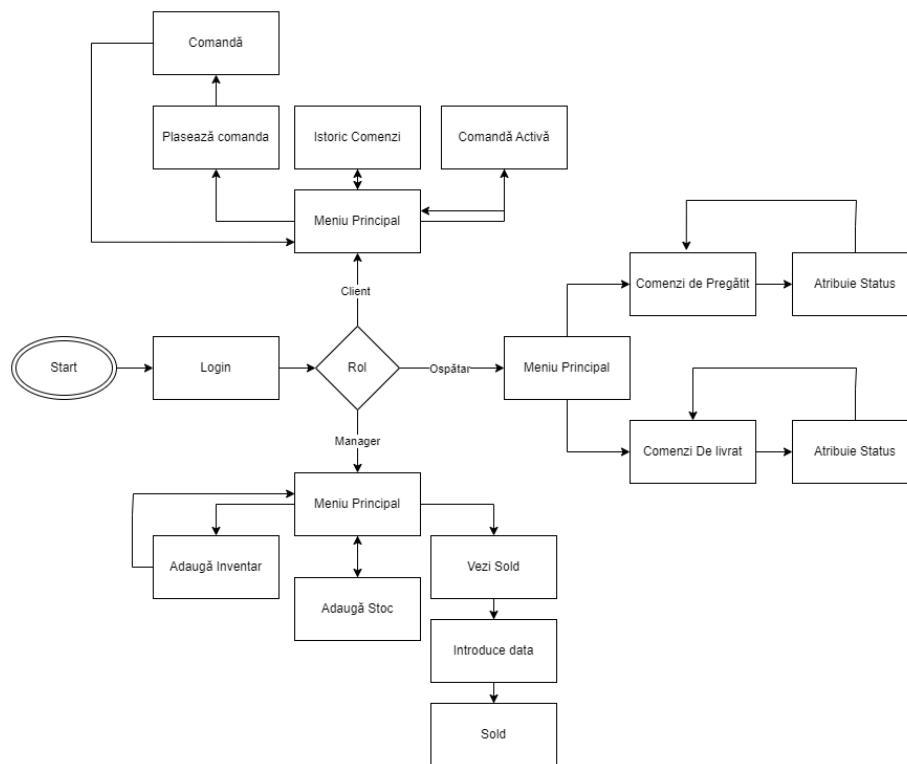 Comandă
Plasează comanda
Istoric Comenzi
Comandă Activă
Meniu Principal
Client
Comenzi de Pregătit
Atribuie Status
Start
Login
Rol
Ospătar
Meniu Principal
Comenzi De livrat
Atribuie Status
Manager
Meniu Principal
Adaugă Inventar
Vezi Sold
Adaugă Stoc
Introduce data
Sold